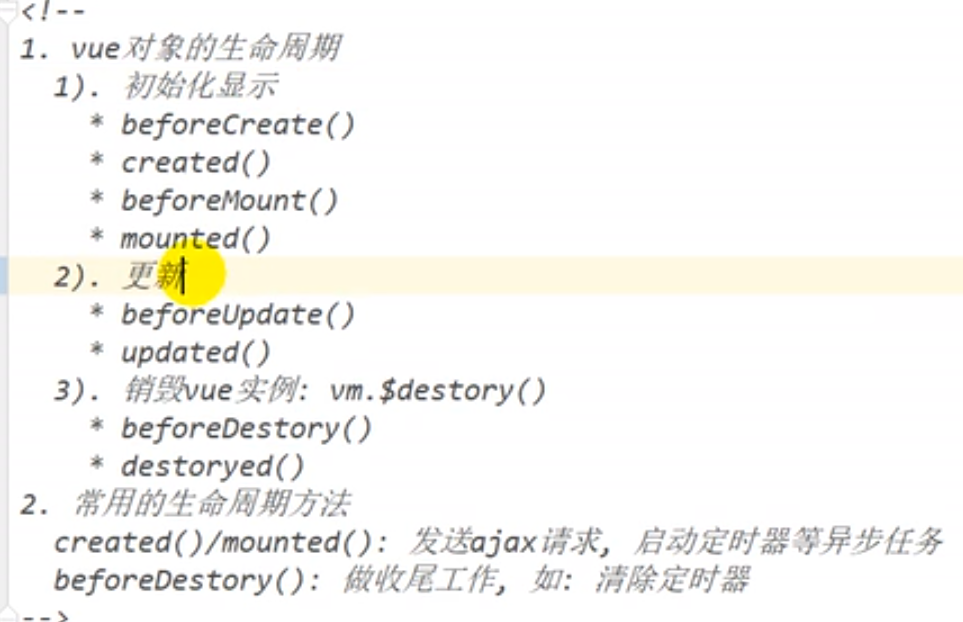 <!--
1. vue对象的生命周期
1). 初始化显示
* beforeCreate()
* created()
* beforeMount()
* mounted()
2). 更新
* beforeUpdate()
* updated()
3). 销毁vue实例: vm.$destory()
* beforeDestory()
* destoryed()
2. 常用的生命周期方法
created()/mounted(): 发送ajax请求, 启动定时器等异步任务
beforeDestory(): 做收尾工作, 如: 清除定时器
-->